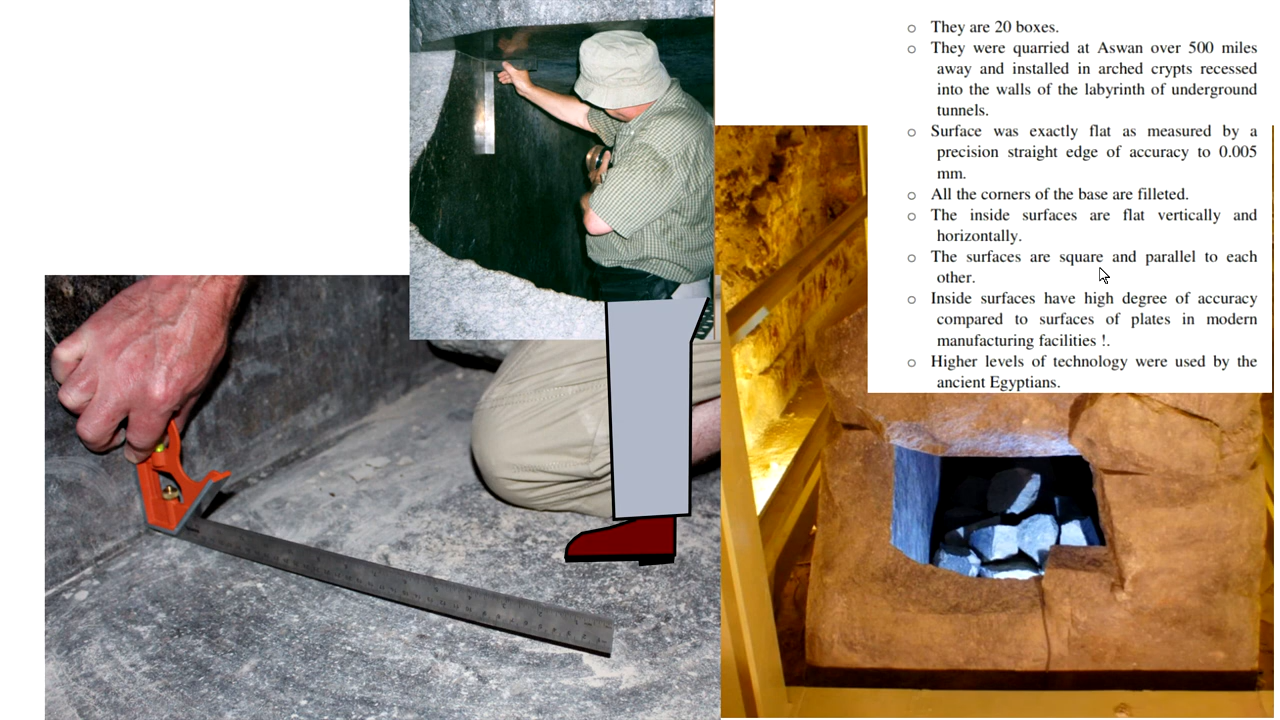 o They are 20 boxes.
o They were quarried at Aswan over 500 miles
away and installed in arched crypts recessed
into the walls of the labyrinth of underground
tunnels.
o Surface was exactly flat as measured by a
precision straight edge of accuracy to 0.005
mm.
o All the corners of the base are filleted.
o The inside surfaces are flat vertically and
horizontally.
o The surfaces are square and parallel to each
other.
o Inside surfaces have high degree of accuracy
compared to surfaces of plates in modern
manufacturing facilities !.
o Higher levels of technology were used by the
ancient Egyptians.